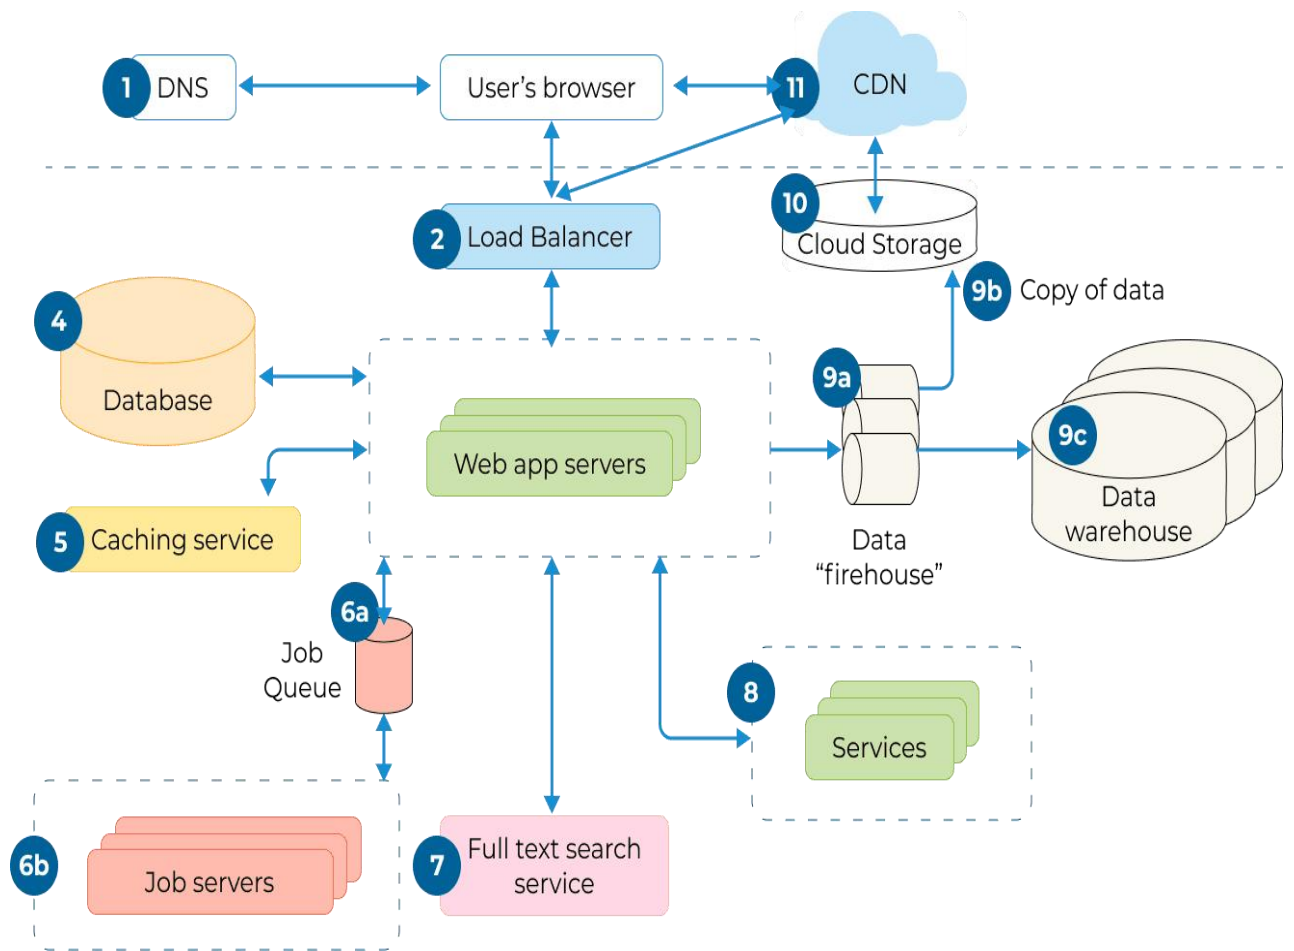 1 DNS
User's browser
11 CDN
10
Cloud Storage
2 Load Balancer
9b Copy of data
4
Database
9a
9c
Data
warehouse
Web app servers
Data
“firehouse”
5 Caching service
6a
Job
Queue
8
Services
6b
Job servers
7
Full text search
service